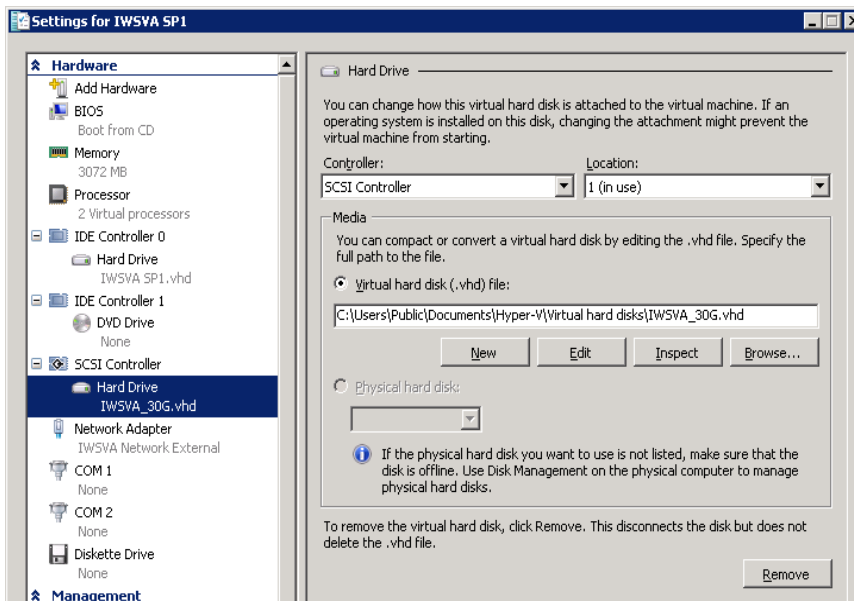 Settings for IWSVA SP1
Hardware
Add Hardware
BIOS
Boot from CD
Memory
3072 MB
Processor
2 Virtual processors
IDE Controller 0
Hard Drive
IWSVA SP1.vhd
IDE Controller 1
DVD Drive
None
SCSI Controller
Hard Drive
IWSVA_30G.vhd
Network Adapter
IWSVA Network External
COM 1
None
COM 2
None
Diskette Drive
None
Management
Hard Drive
You can change how this virtual hard disk is attached to the virtual machine. If an
operating system is installed on this disk, changing the attachment might prevent the
virtual machine from starting.
Controller:
Location:
SCSI Controller
1 (in use)
Media
You can compact or convert a virtual hard disk by editing the .vhd file. Specify the
full path to the file.
Virtual hard disk (.vhd) file:
C:\Users\Public\Documents\Hyper-V\Virtual hard disks\IWSVA_30G.vhd
New
Edit
Inspect
Browse...
Physical hard disk:
If the physical hard disk you want to use is not listed, make sure that the
disk is offline. Use Disk Management on the physical computer to manage
physical hard disks.
To remove the virtual hard disk, click Remove. This disconnects the disk but does not
delete the .vhd file.
Remove